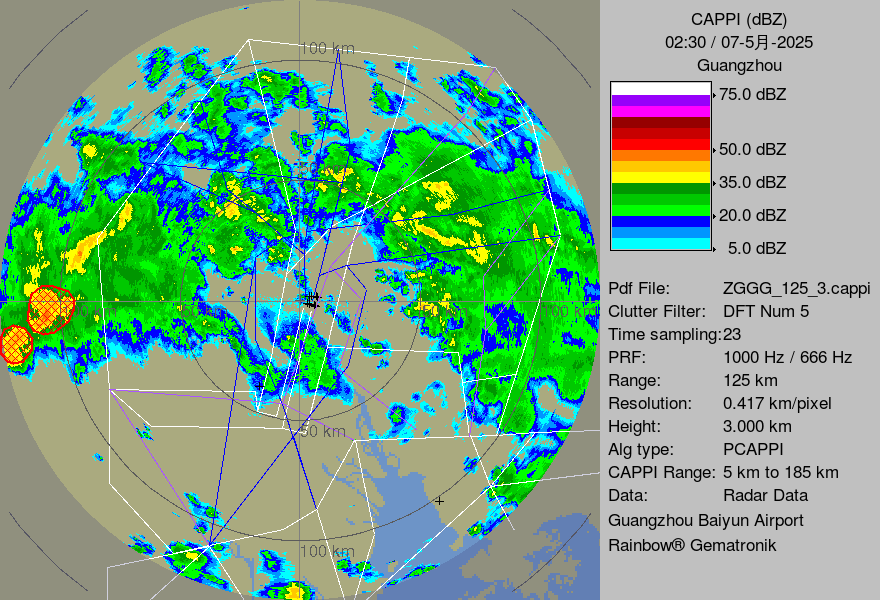 CAPPI (dBZ)
02:30 / 07-5月-2025
Guangzhou
75.0 dBZ
50.0 dBZ
35.0 dBZ
20.0 dBZ
5.0 dBZ
Pdf File: ZGGG_125_3.cappi
Clutter Filter: DFT Num 5
Time sampling:23
PRF: 1000 Hz / 666 Hz
Range: 125 km
Resolution: 0.417 km/pixel
Height: 3.000 km
Alg type: PCAPPI
CAPPI Range: 5 km to 185 km
Data: Radar Data
Guangzhou Baiyun Airport
Rainbow® Gematronik
100 km
100 km
50 km
100 km